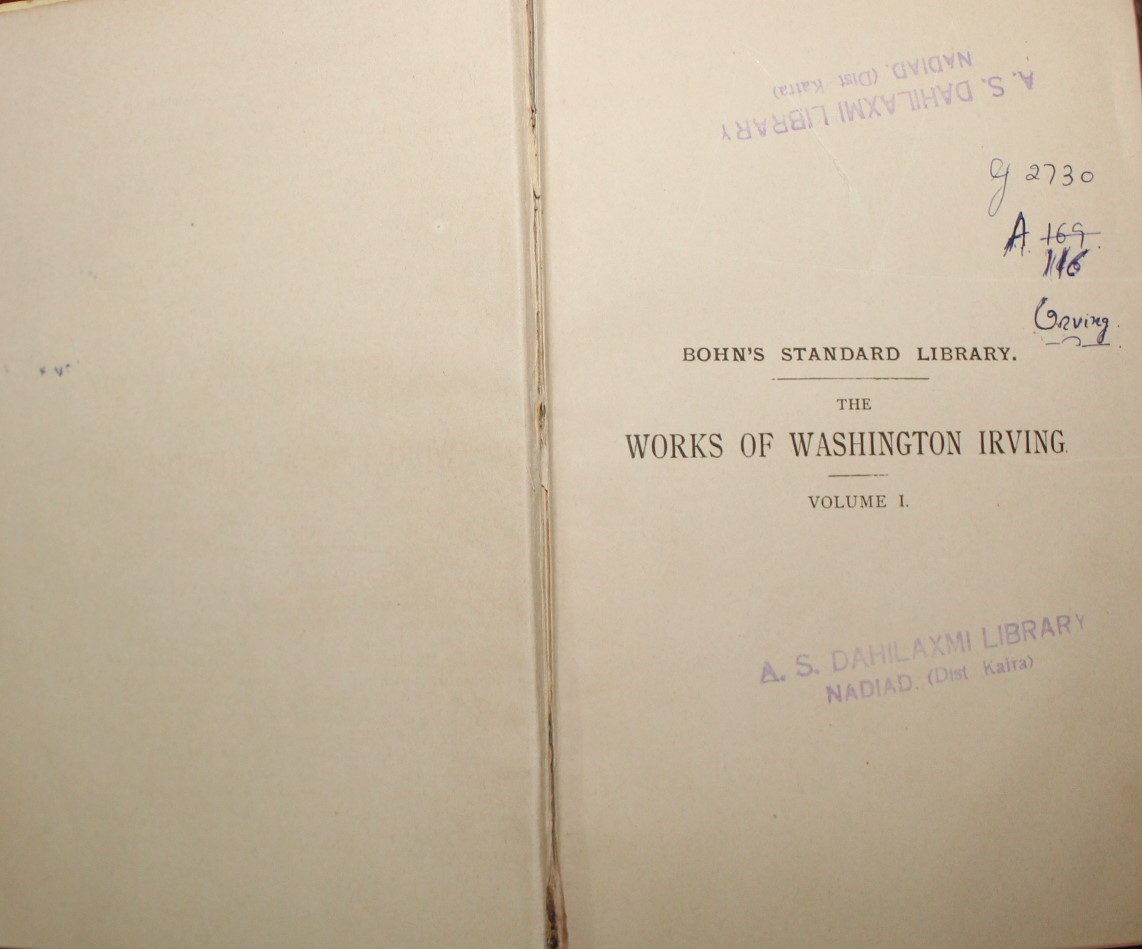 A. S. DAHILAXMI LIBRARY
NADIAD. (Dist Kaira)
G 2730
A 169
116
Irving
BOHN'S STANDARD LIBRARY.
THE
WORKS OF WASHINGTON IRVING.
VOLUME I.
A. S. DAHILAXMI LIBRARY
NADIAD. (Dist Kaira)